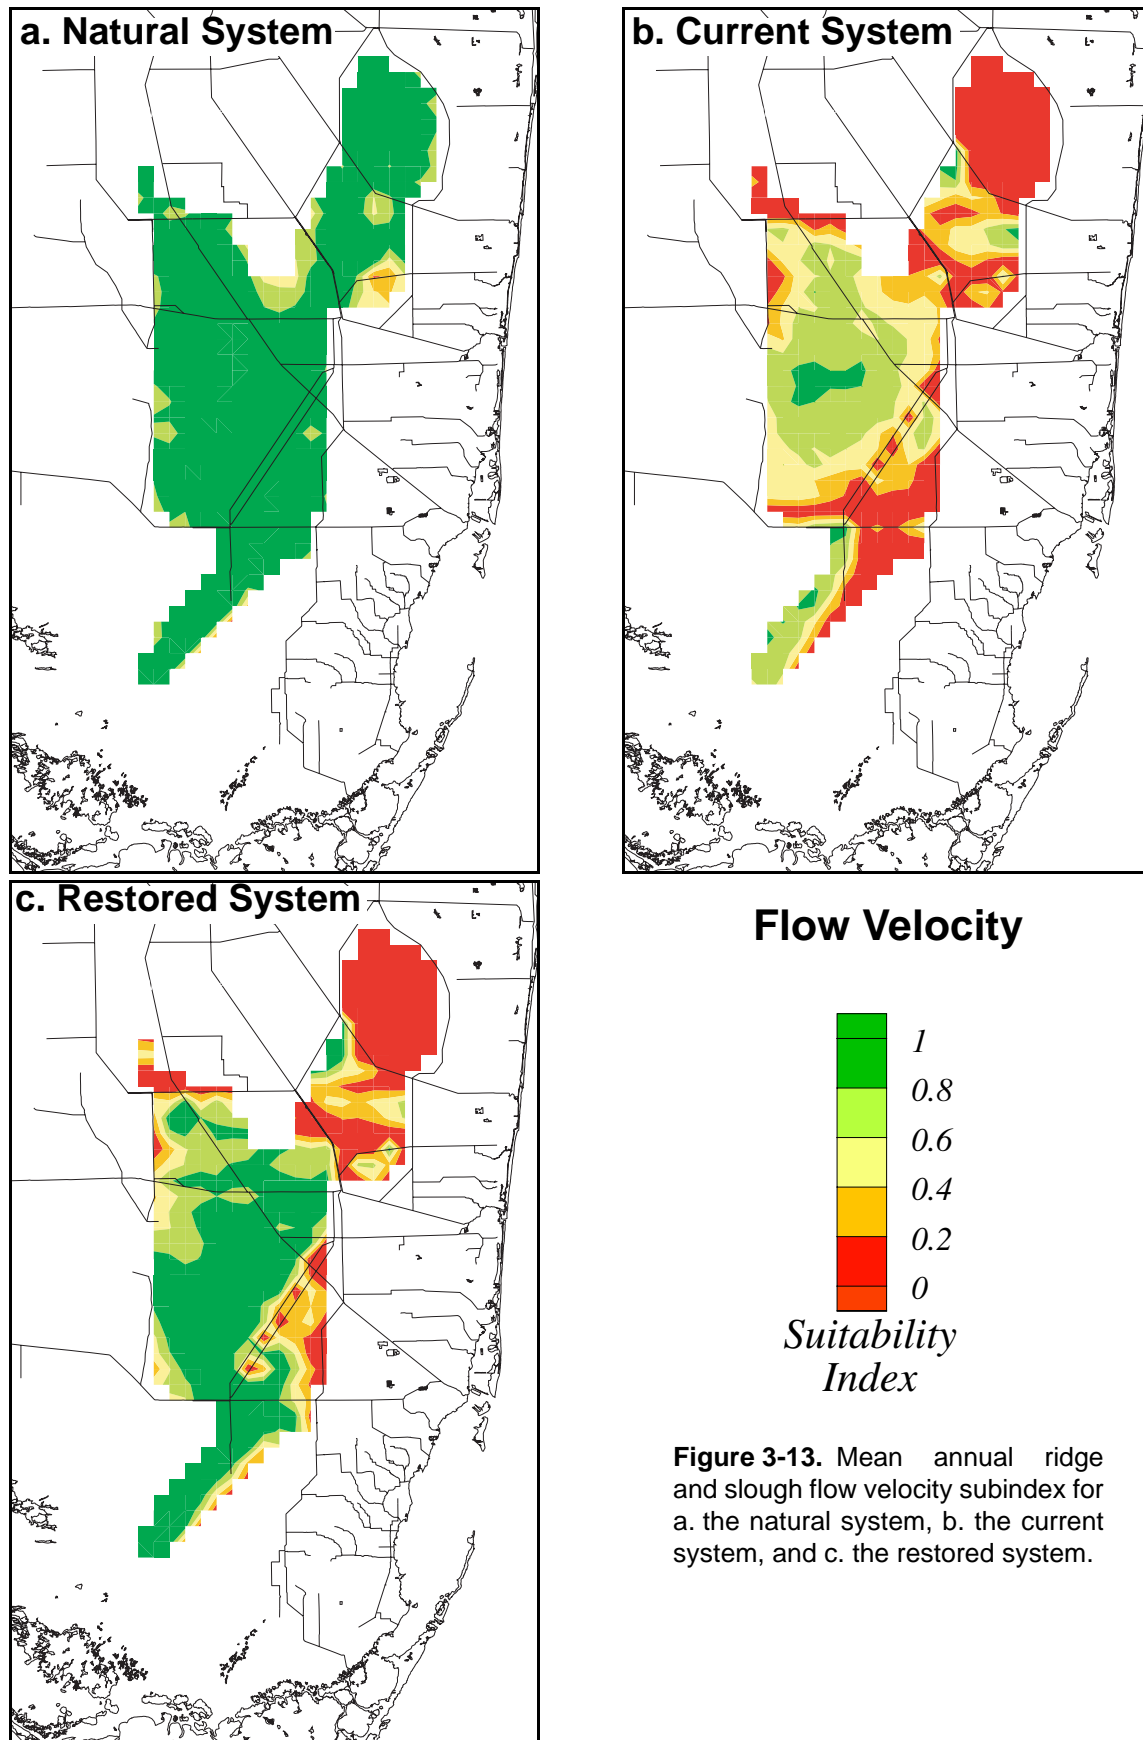 a. Natural System
b. Current System
c. Restored System
Flow Velocity
1
0.8
0.6
0.4
0.2
0
Suitability
Index
Figure 3-13. Mean annual ridge
and slough flow velocity subindex for
a. the natural system, b. the current
system, and c. the restored system.